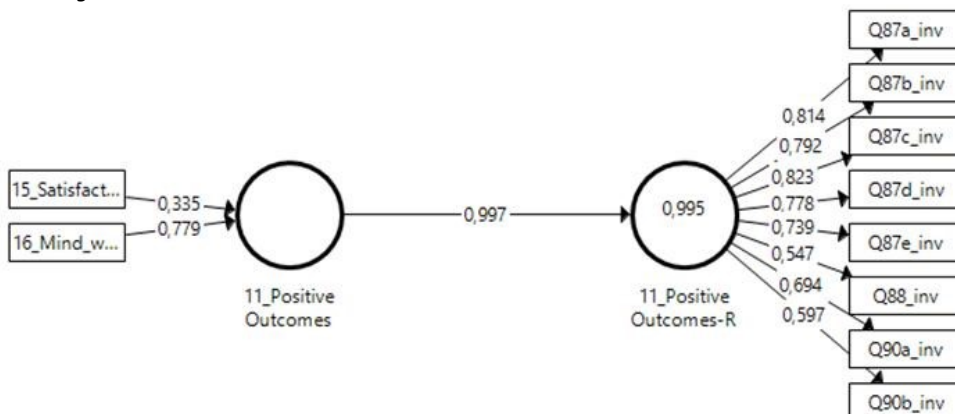 15_Satisfact...
16_Mind_w...
0,335
0,779
11_Positive
Outcomes
0,997
0,995
11_Positive
Outcomes-R
0,814
0,792
0,823
0,778
0,739
0,547
0,694
0,597
Q87a_inv
Q87b_inv
Q87c_inv
Q87d_inv
Q87e_inv
Q88_inv
Q90a_inv
Q90b_inv